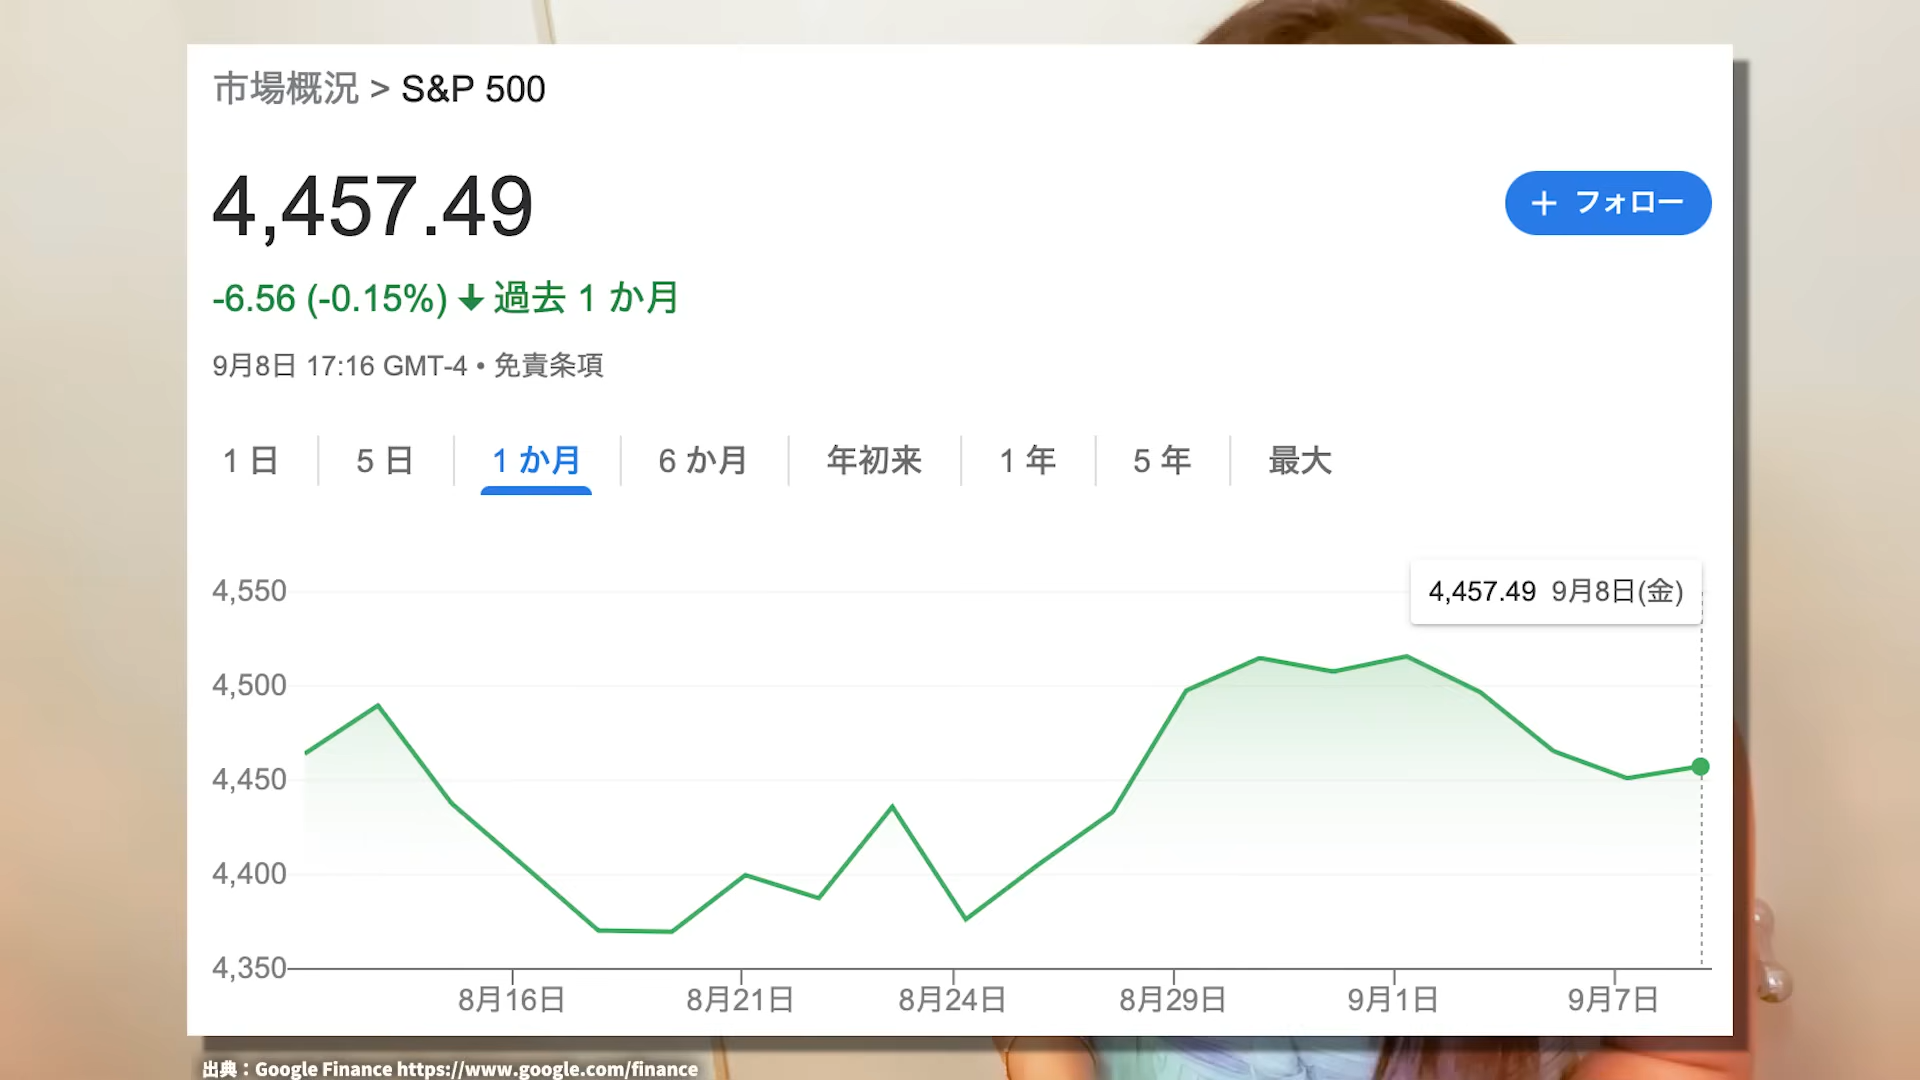 市場概況 > S&P 500
4,457.49
+ フォロー
-6.56 (-0.15%) ↓ 過去 1 か月
9月8日 17:16 GMT-4 • 免責条項
1 日 5 日 1 か月 6 か月 年初来 1 年 5 年 最大
4,457.49 9月8日(金)
4,550
4,500
4,450
4,400
4,350
8月16日 8月21日 8月24日 8月29日 9月1日 9月7日
出典：Google Finance https://www.google.com/finance